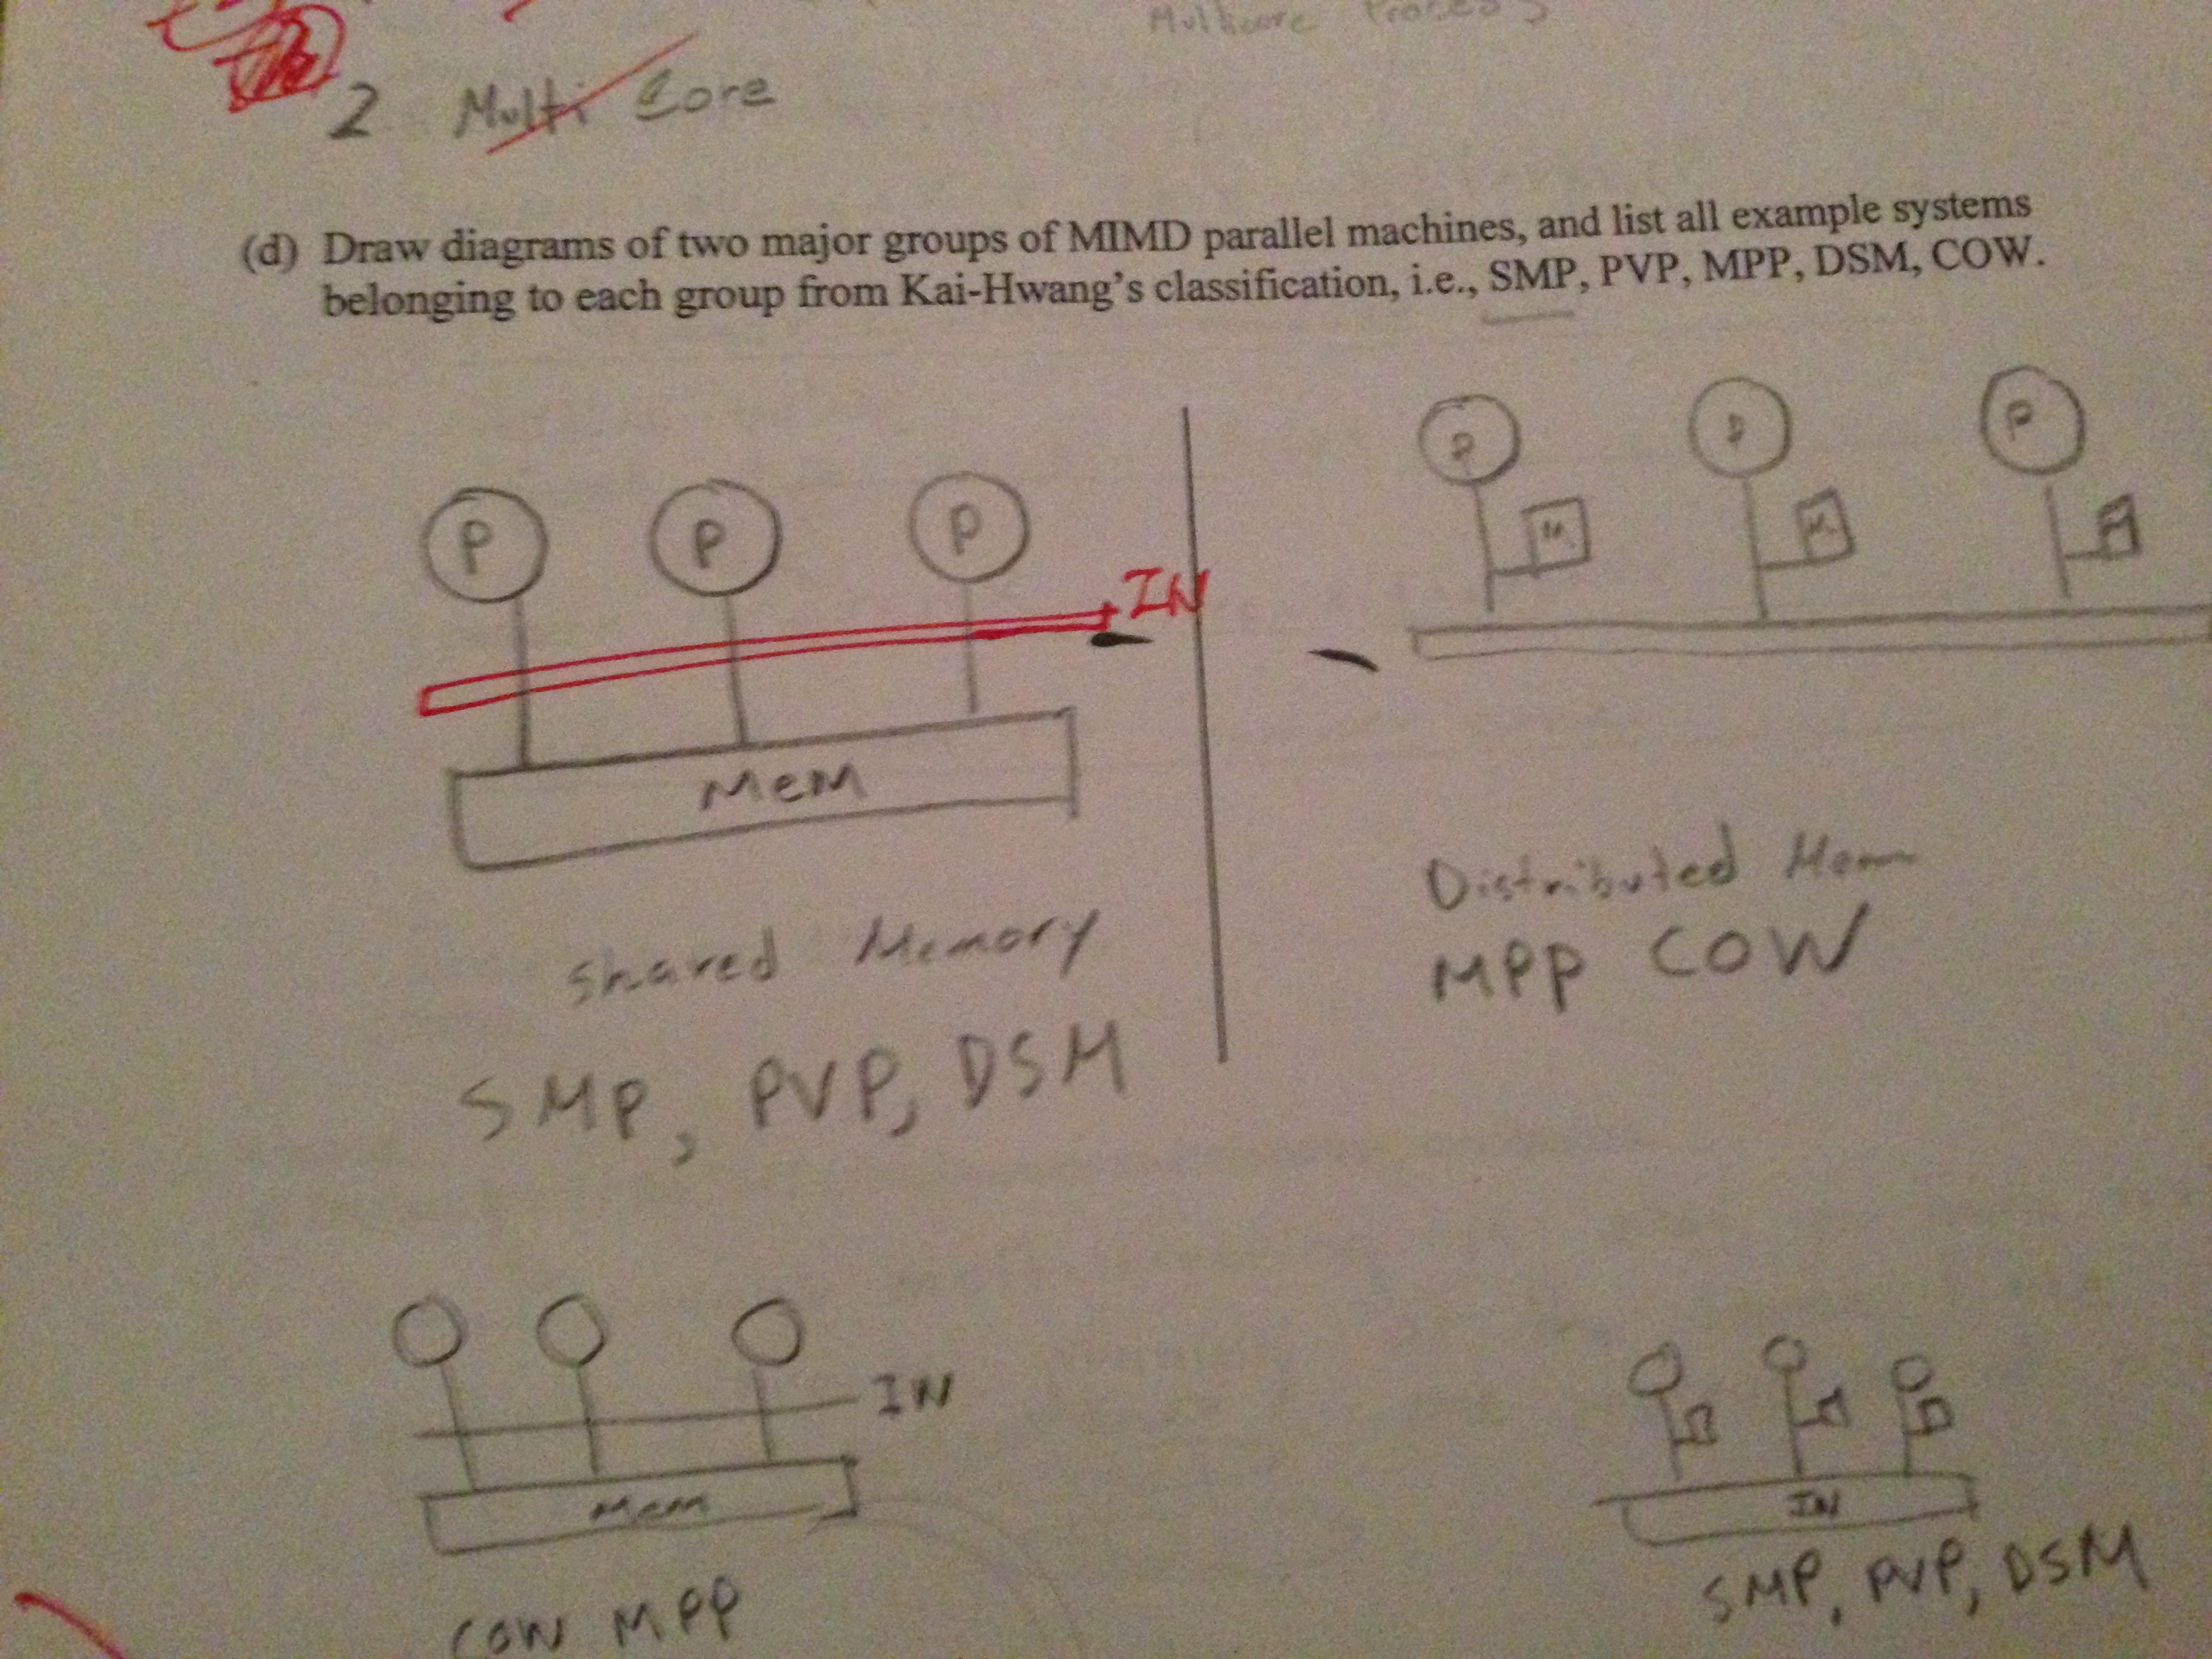 Multicore Process
2 Multi Core
(d) Draw diagrams of two major groups of MIMD parallel machines, and list all example systems
belonging to each group from Kai-Hwang's classification, i.e., SMP, PVP, MPP, DSM, COW.
P P P
IN
Mem
Shared Memory
SMP, PVP, DSM
P P P
M M M
Distributed Mem
MPP COW
IN
Mem
COW MPP
IN
SMP, PVP, DSM